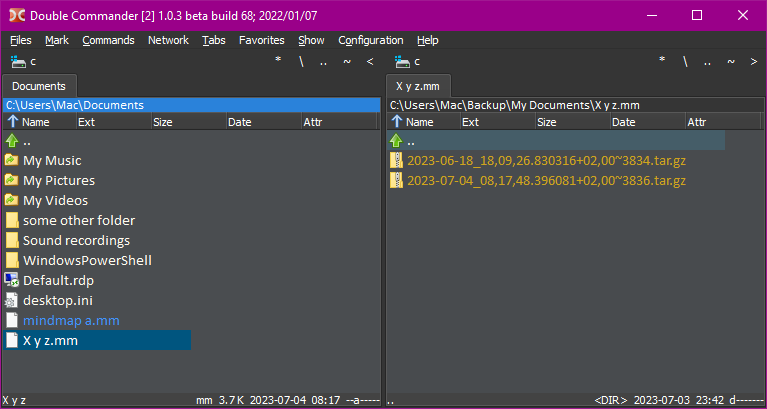 Double Commander [2] 1.0.3 beta build 68; 2022/01/07
Files Mark Commands Network Tabs Favorites Show Configuration Help
c * \ .. ~ <
c * \ .. ~ >
Documents
X y z.mm
C:\Users\Mac\Documents
C:\Users\Mac\Backup\My Documents\X y z.mm
Name Ext Size Date Attr
Name Ext Size Date Attr
..
My Music
My Pictures
My Videos
some other folder
Sound recordings
WindowsPowerShell
Default.rdp
desktop.ini
mindmap a.mm
X y z.mm
..
2023-06-18_18,09,26.830316+02,00~3834.tar.gz
2023-07-04_08,17,48.396081+02,00~3836.tar.gz
X y z mm 3.7 K 2023-07-04 08:17 --a-----
.. <DIR> 2023-07-03 23:42 d-------